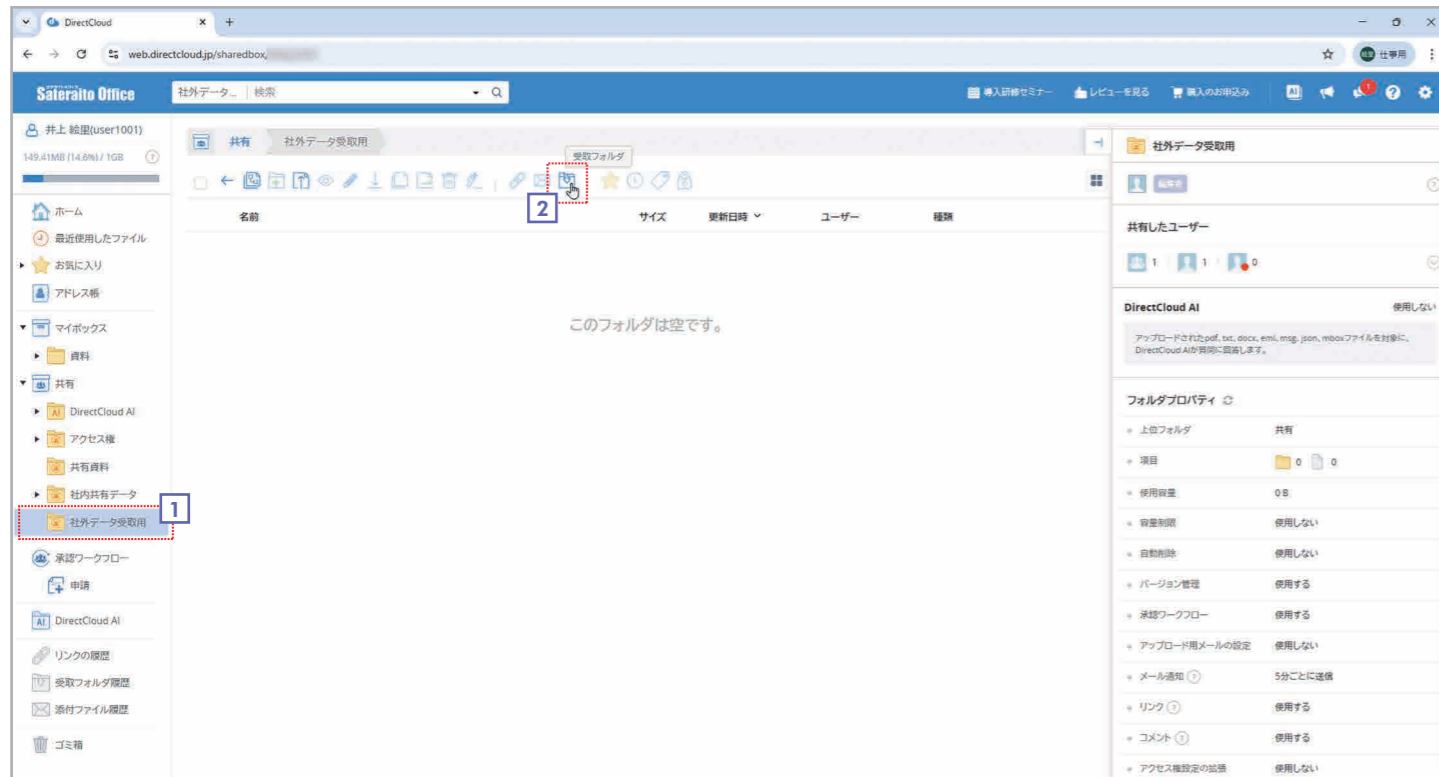 DirectCloud
web.directcloud.jp/sharedbox/
仕事用
サテライトオフィス
Sateraito Office
社外データ... 検索
導入研修セミナー レビューを見る 購入のお申込み AI 1
井上 絵里(user1001)
149.41MB (14.6%) / 1GB
ホーム
最近使用したファイル
お気に入り
アドレス帳
マイボックス
資料
共有
AI DirectCloud AI
アクセス権
共有資料
社内共有データ
社外データ受取用
1
承認ワークフロー
申請
AI DirectCloud AI
リンクの履歴
受取フォルダ履歴
添付ファイル履歴
ゴミ箱
共有 社外データ受取用
受取フォルダ
2
名前 サイズ 更新日時 ユーザー 種類
このフォルダは空です。
社外データ受取用
編集者
共有したユーザー
1 1 0
DirectCloud AI 使用しない
アップロードされたpdf, txt, docx, eml, msg, json, mboxファイルを対象に、
DirectCloud AIが質問に回答します。
フォルダプロパティ
上位フォルダ 共有
項目 0 0
使用容量 0 B
容量制限 使用しない
自動削除 使用しない
バージョン管理 使用する
承認ワークフロー 使用する
アップロード用メールの設定 使用しない
メール通知 5分ごとに送信
リンク 使用する
コメント 使用する
アクセス権設定の拡張 使用しない